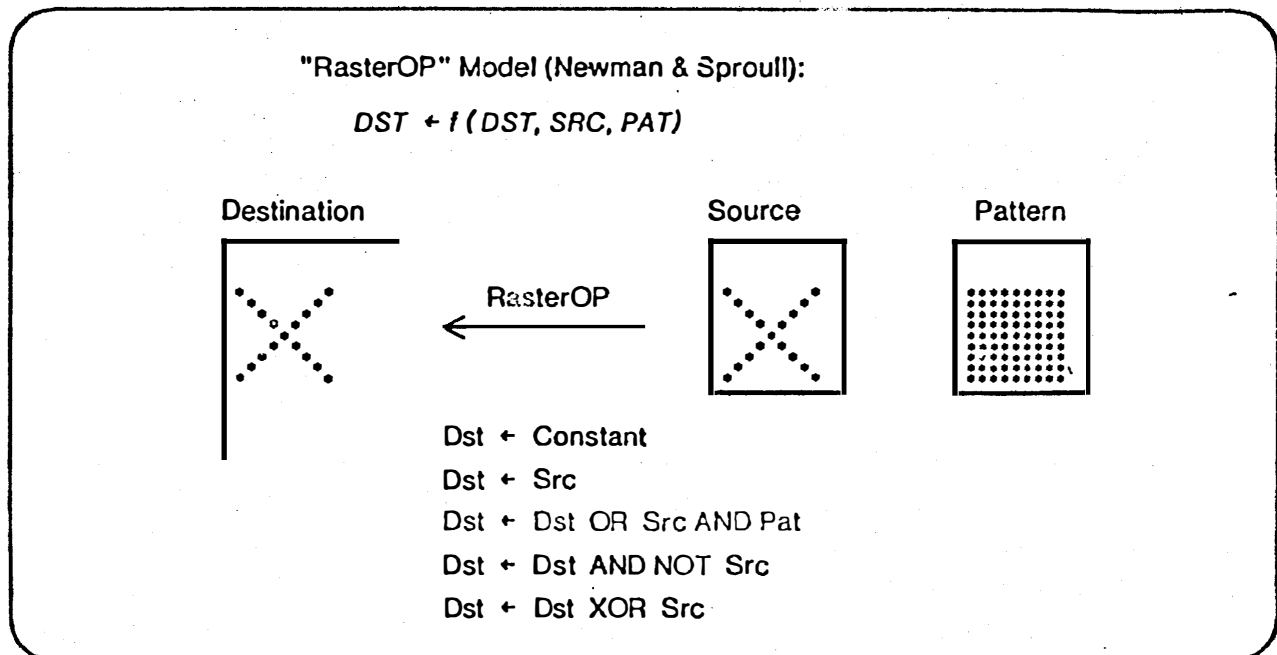 "RasterOP" Model (Newman & Sproull):
DST ← f ( DST, SRC, PAT)
Destination
Source
Pattern
RasterOP
Dst ← Constant
Dst ← Src
Dst ← Dst OR Src AND Pat
Dst ← Dst AND NOT Src
Dst ← Dst XOR Src